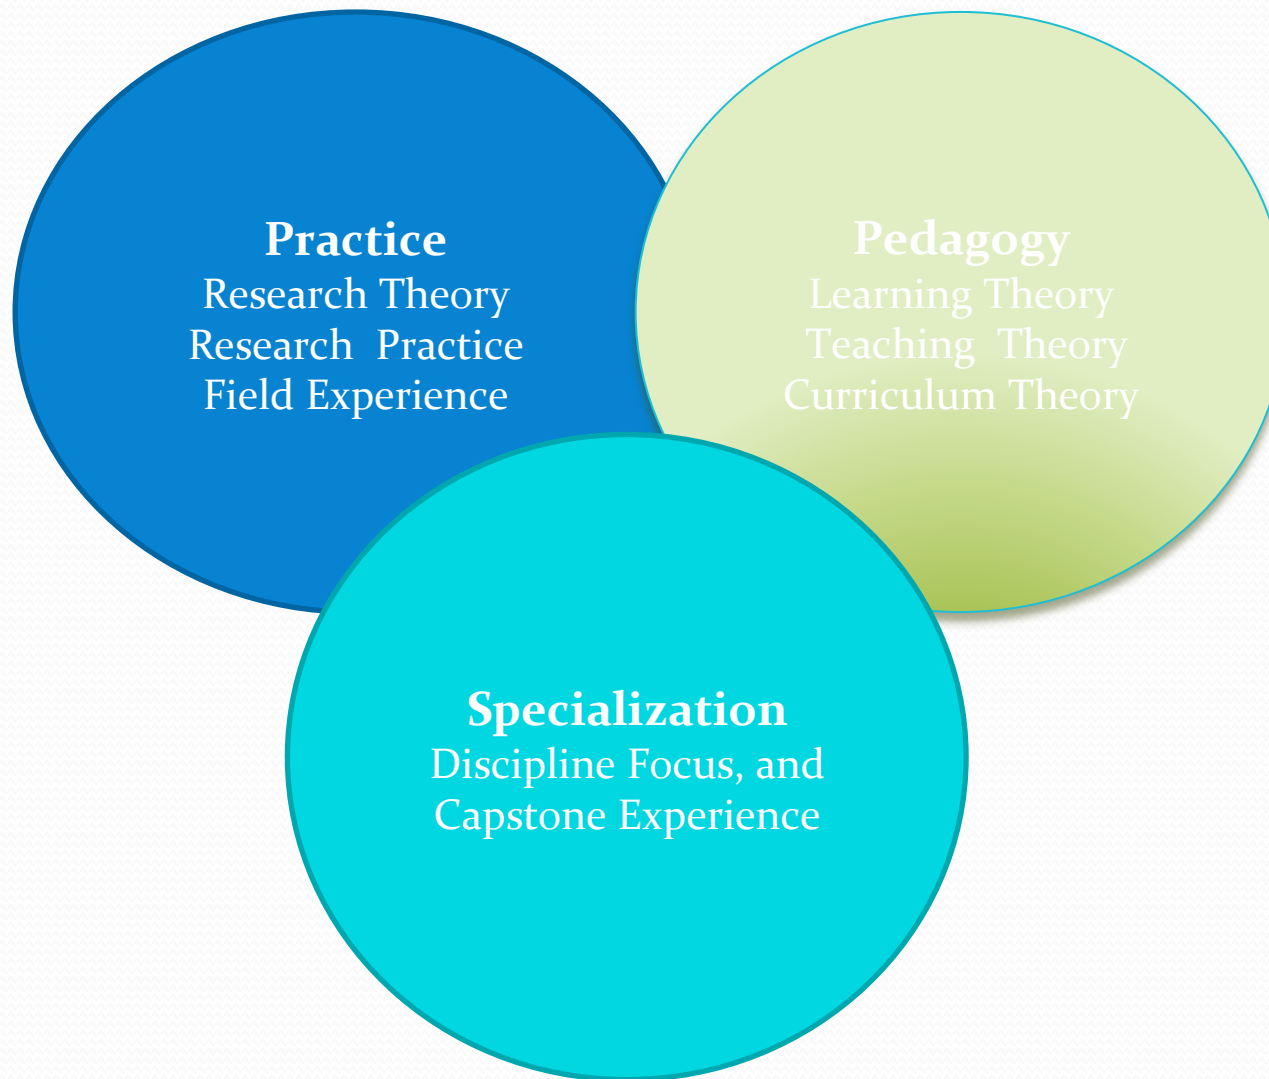 Practice
Research Theory
Research  Practice
Field Experience
Pedagogy
Learning Theory
Teaching  Theory
Curriculum Theory
Specialization
Discipline Focus, and
Capstone Experience